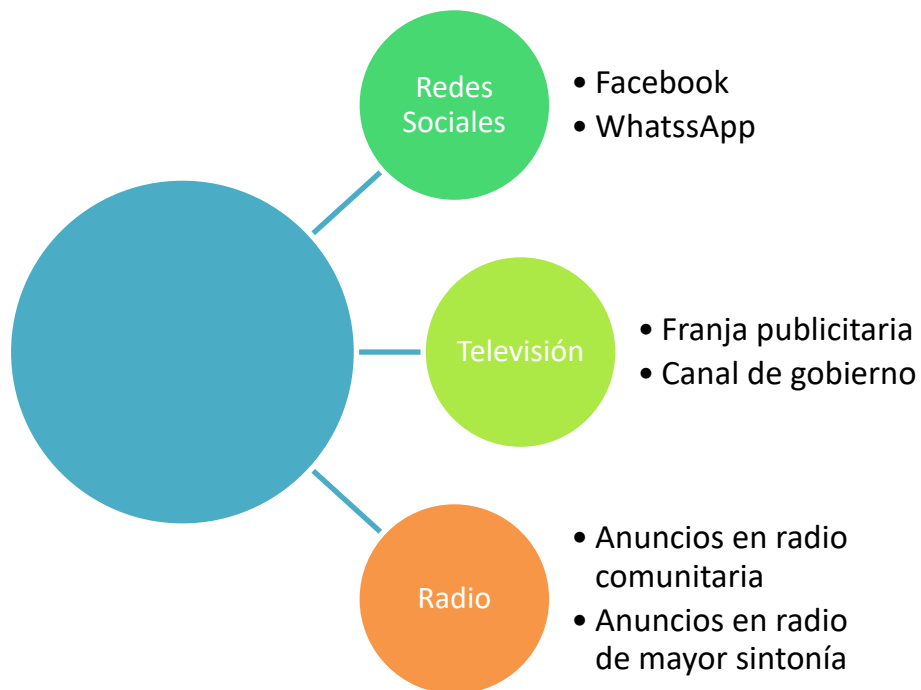 Redes
Sociales
• Facebook
• WhatssApp
Televisión
• Franja publicitaria
• Canal de gobierno
Radio
• Anuncios en radio
comunitaria
• Anuncios en radio
de mayor sintonía